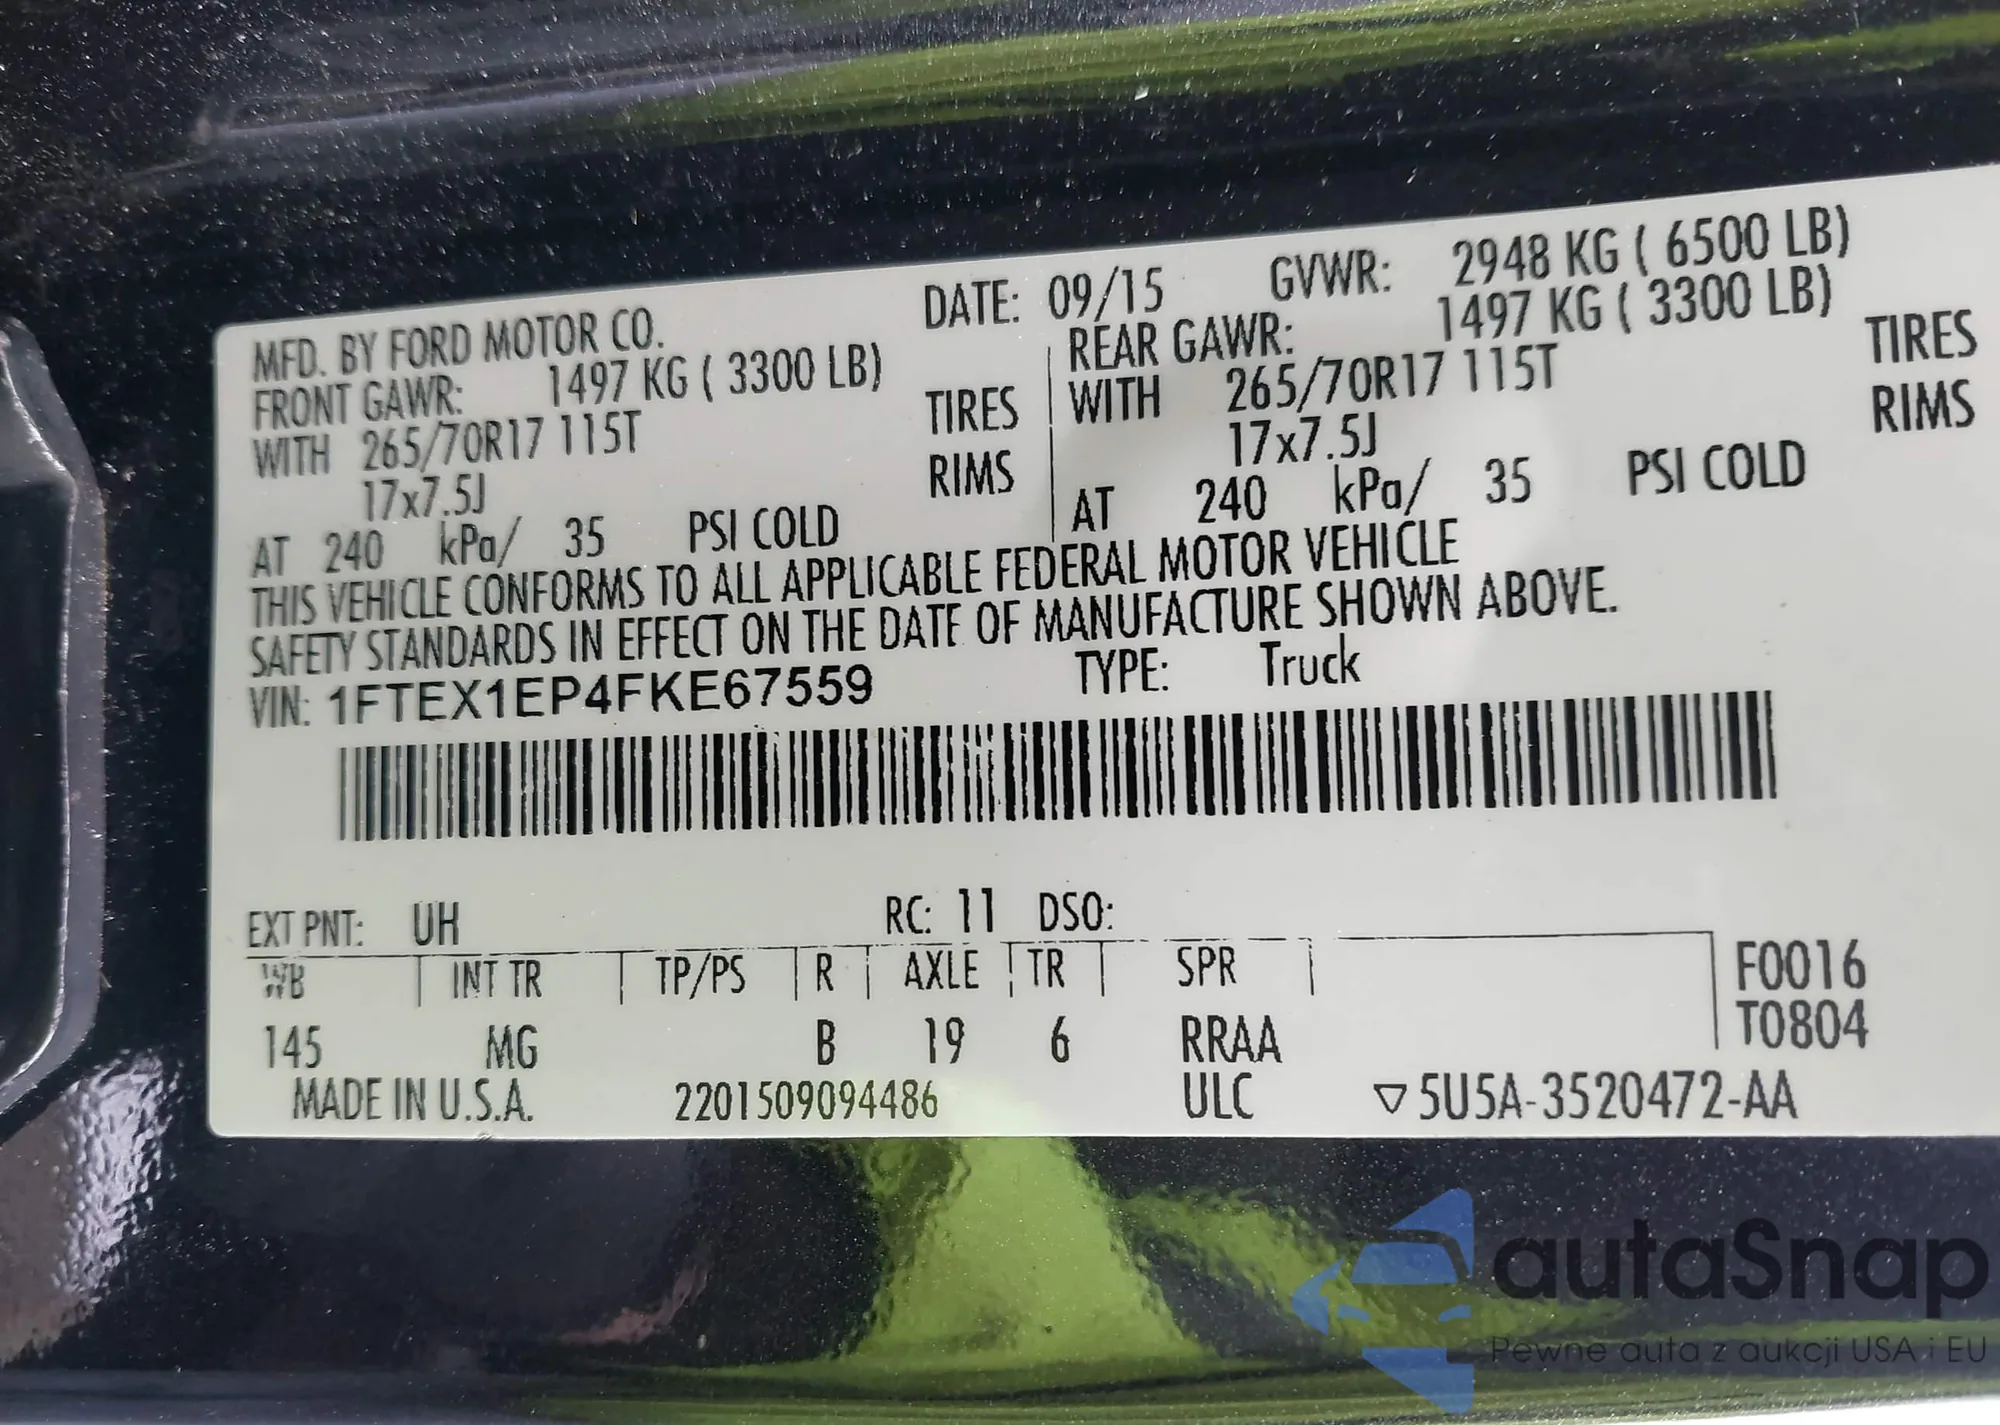 MFD. BY FORD MOTOR CO.
DATE: 09/15
GVWR: 2948 KG ( 6500 LB)
FRONT GAWR: 1497 KG ( 3300 LB)
WITH 265/70R17 115T TIRES
17x7.5J RIMS
AT 240 kPa/ 35 PSI COLD
REAR GAWR: 1497 KG ( 3300 LB)
WITH 265/70R17 115T TIRES
17x7.5J RIMS
AT 240 kPa/ 35 PSI COLD
THIS VEHICLE CONFORMS TO ALL APPLICABLE FEDERAL MOTOR VEHICLE
SAFETY STANDARDS IN EFFECT ON THE DATE OF MANUFACTURE SHOWN ABOVE.
VIN: 1FTEX1EP4FKE67559 TYPE: Truck
EXT PNT: UH RC: 11 DSO:
WB INT TR TP/PS R AXLE TR SPR F0016
T0804
145 MG B 19 6 RRAA
MADE IN U.S.A. 2201509094486 ULC ▽5U5A-3520472-AA
autaSnap
Pewne auta z aukcji USA i EU